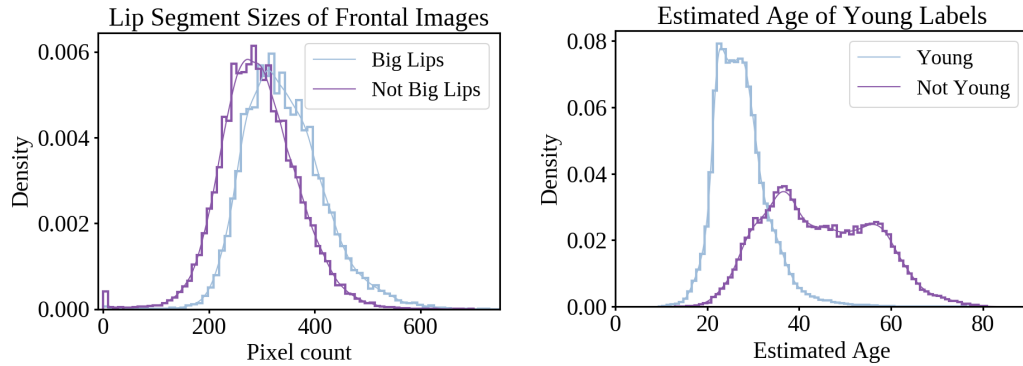 Lip Segment Sizes of Frontal Images
0.006
0.004
0.002
0.000
Density
Big Lips
Not Big Lips
0
200
400
600
Pixel count
Estimated Age of Young Labels
0.08
0.06
0.04
0.02
0.00
Density
Young
Not Young
0
20
40
60
80
Estimated Age